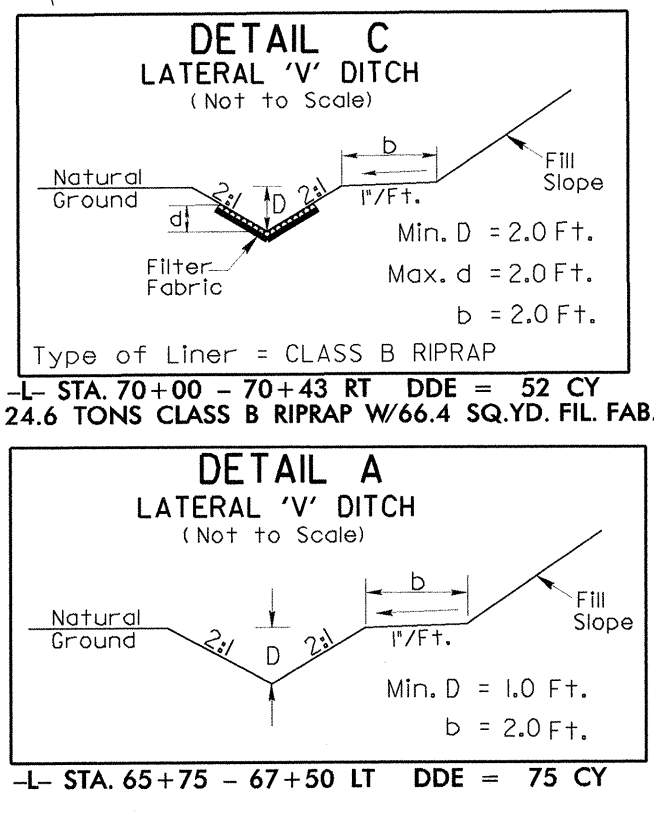 DETAIL C
LATERAL 'V' DITCH
(Not to Scale)
b
Natural
Ground
2:1
D
2:1
1"/Ft.
Fill
Slope
d
Filter
Fabric
Min. D = 2.0 Ft.
Max. d = 2.0 Ft.
b = 2.0 Ft.
Type of Liner = CLASS B RIPRAP
-L- STA. 70+00 - 70+43 RT DDE = 52 CY
24.6 TONS CLASS B RIPRAP W/66.4 SQ.YD. FIL. FAB.
DETAIL A
LATERAL 'V' DITCH
(Not to Scale)
b
Natural
Ground
2:1
D
2:1
1"/Ft.
Fill
Slope
Min. D = 1.0 Ft.
b = 2.0 Ft.
-L- STA. 65+75 - 67+50 LT DDE = 75 CY